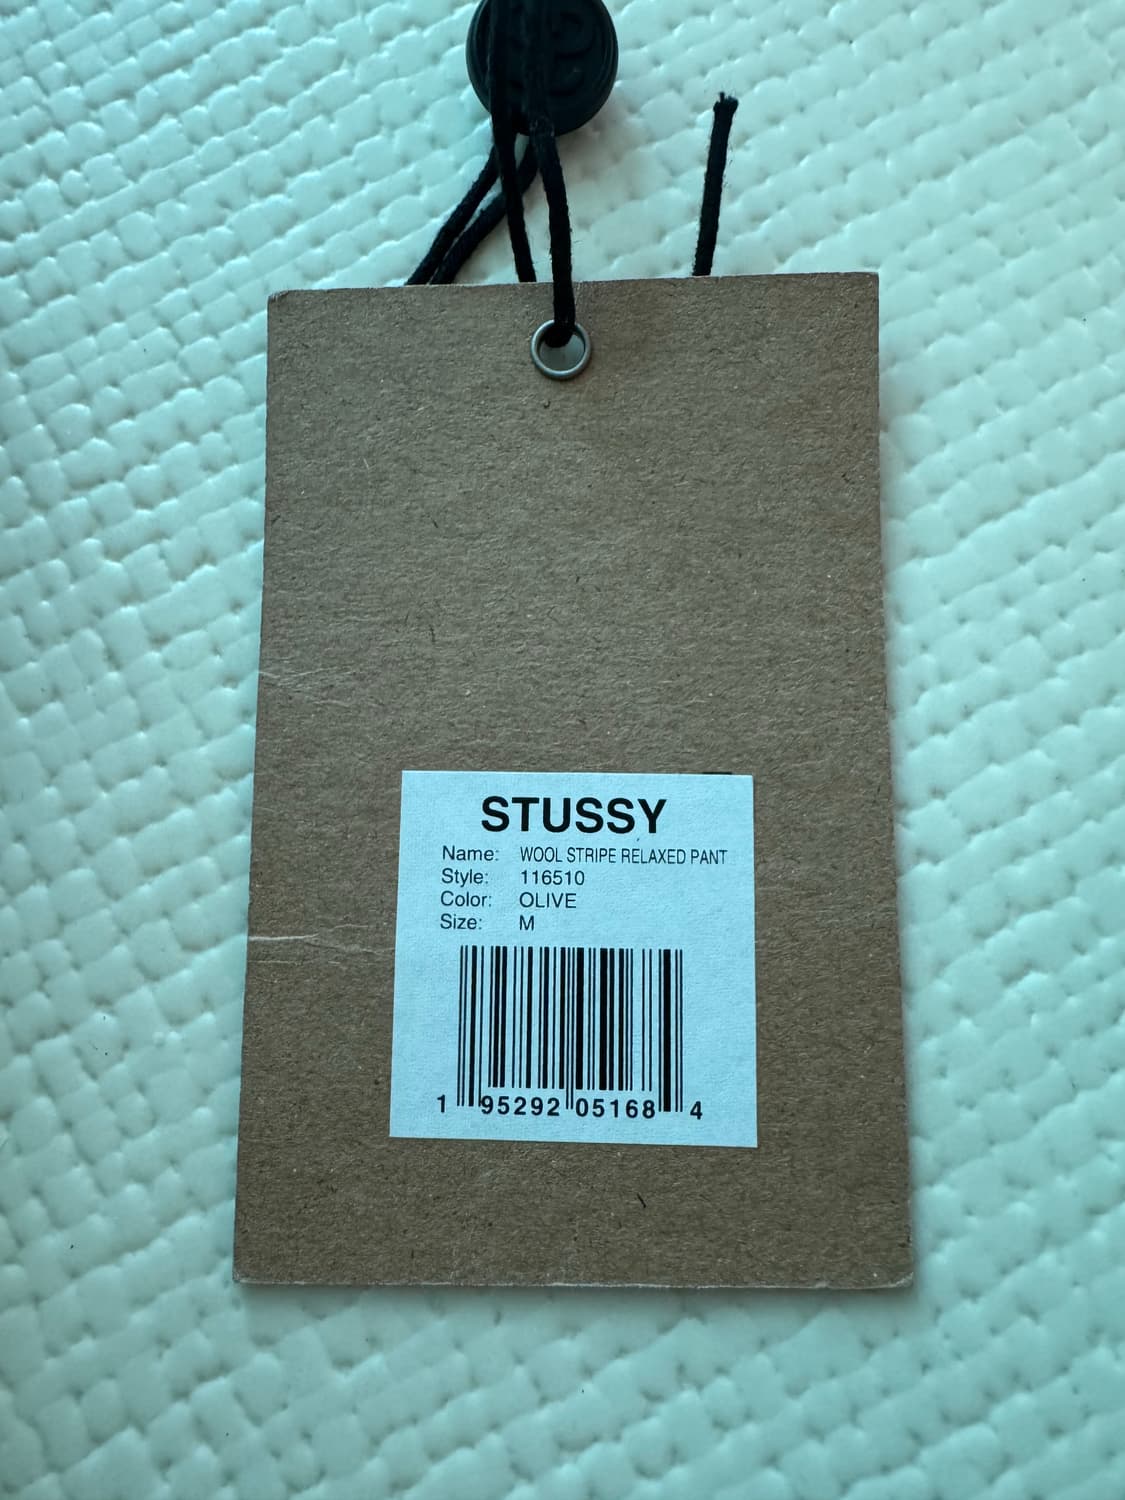 STUSSY
Name: WOOL STRIPE RELAXED PANT
Style: 116510
Color: OLIVE
Size: M
1 95292 05168 4